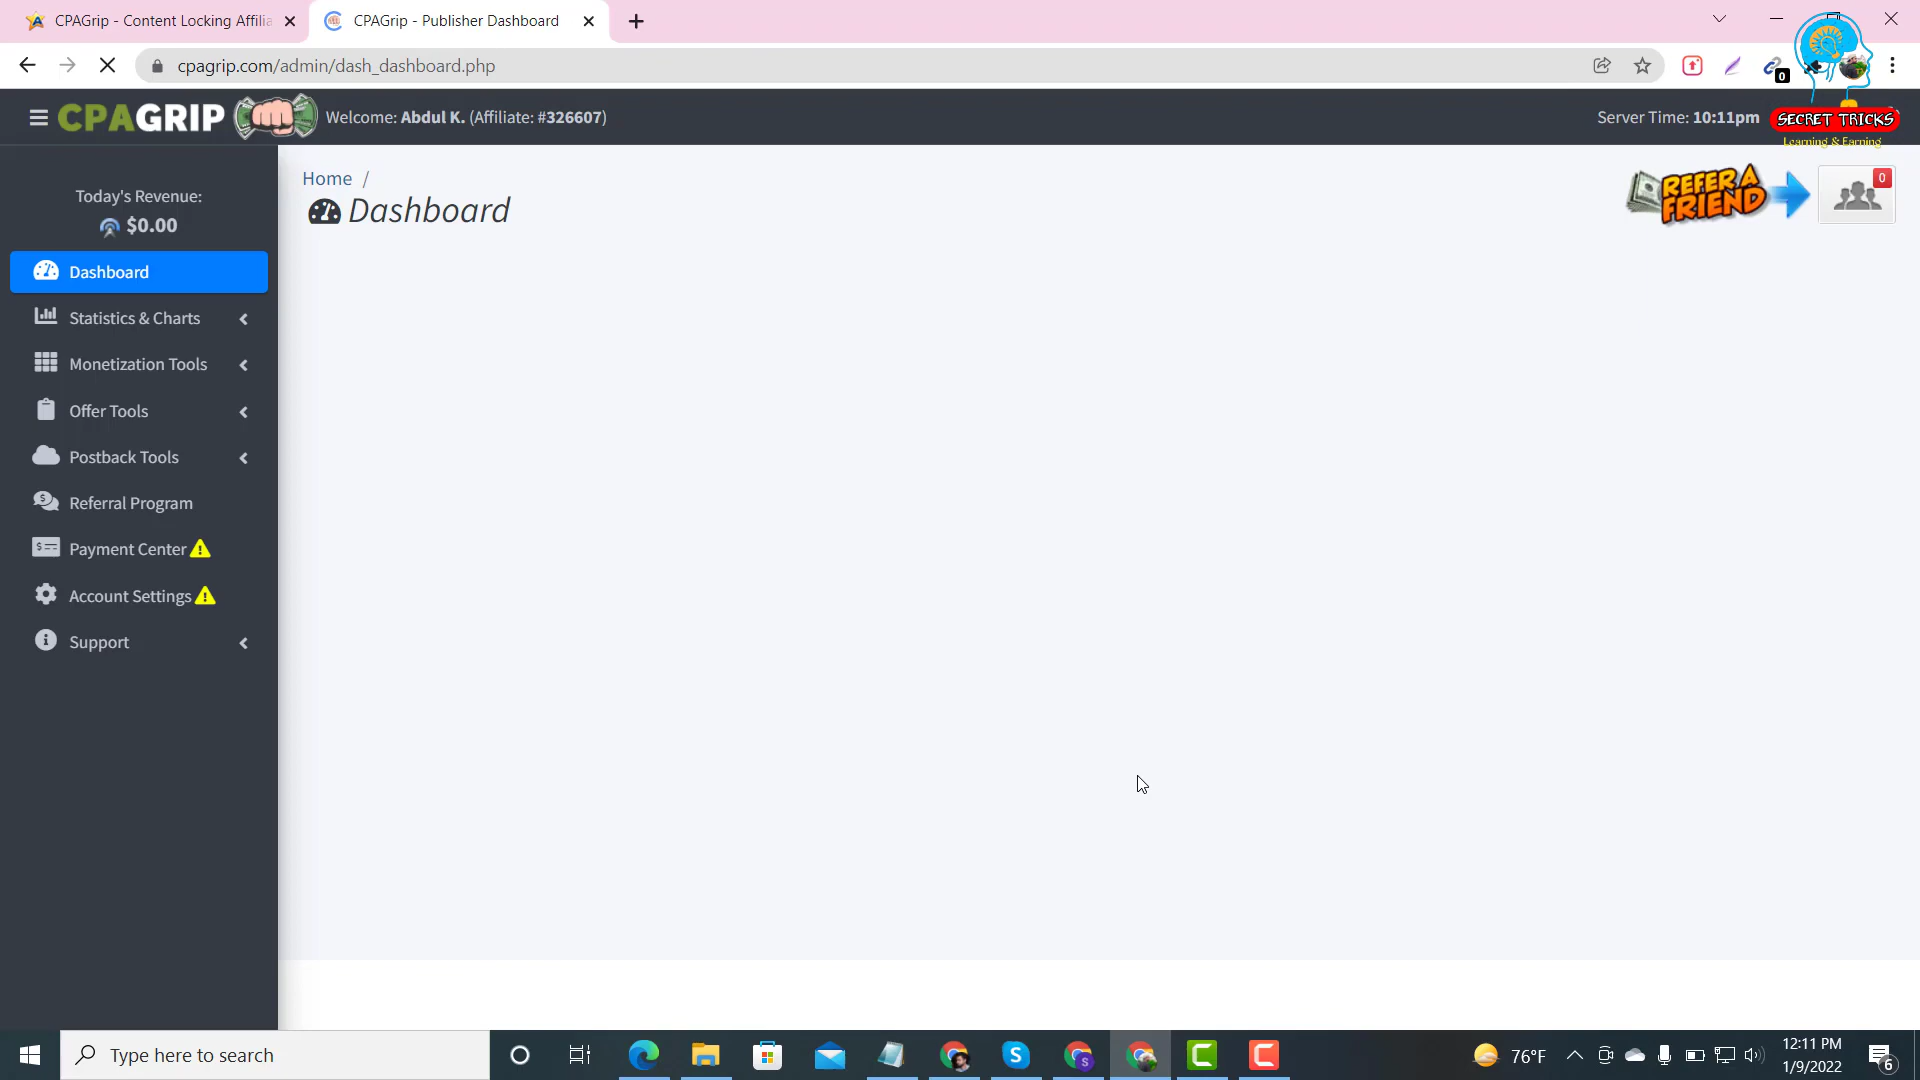 CPAGrip - Content Locking Affilia
CPAGrip - Publisher Dashboard
cpagrip.com/admin/dash_dashboard.php
0
CPAGRIP
Welcome: Abdul K. (Affiliate: #326607)
Server Time: 10:11pm
SECRET TRICKS
Learning & Earning
Today's Revenue:
$0.00
Home /
Dashboard
REFER A
FRIEND
0
Dashboard
Statistics & Charts
Monetization Tools
Offer Tools
Postback Tools
Referral Program
Payment Center
Account Settings
Support
Type here to search
76°F
12:11 PM
1/9/2022
6